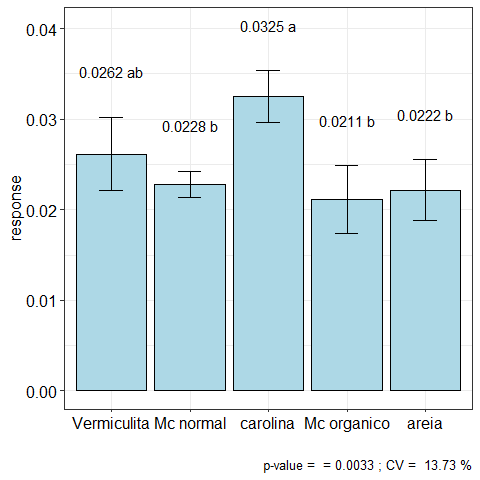 0.04
0.03
0.02
0.01
0.00
response
0.0262 ab
0.0228 b
0.0325 a
0.0211 b
0.0222 b
Vermiculita Mc normal carolina Mc organico areia
p-value = = 0.0033 ; CV = 13.73 %